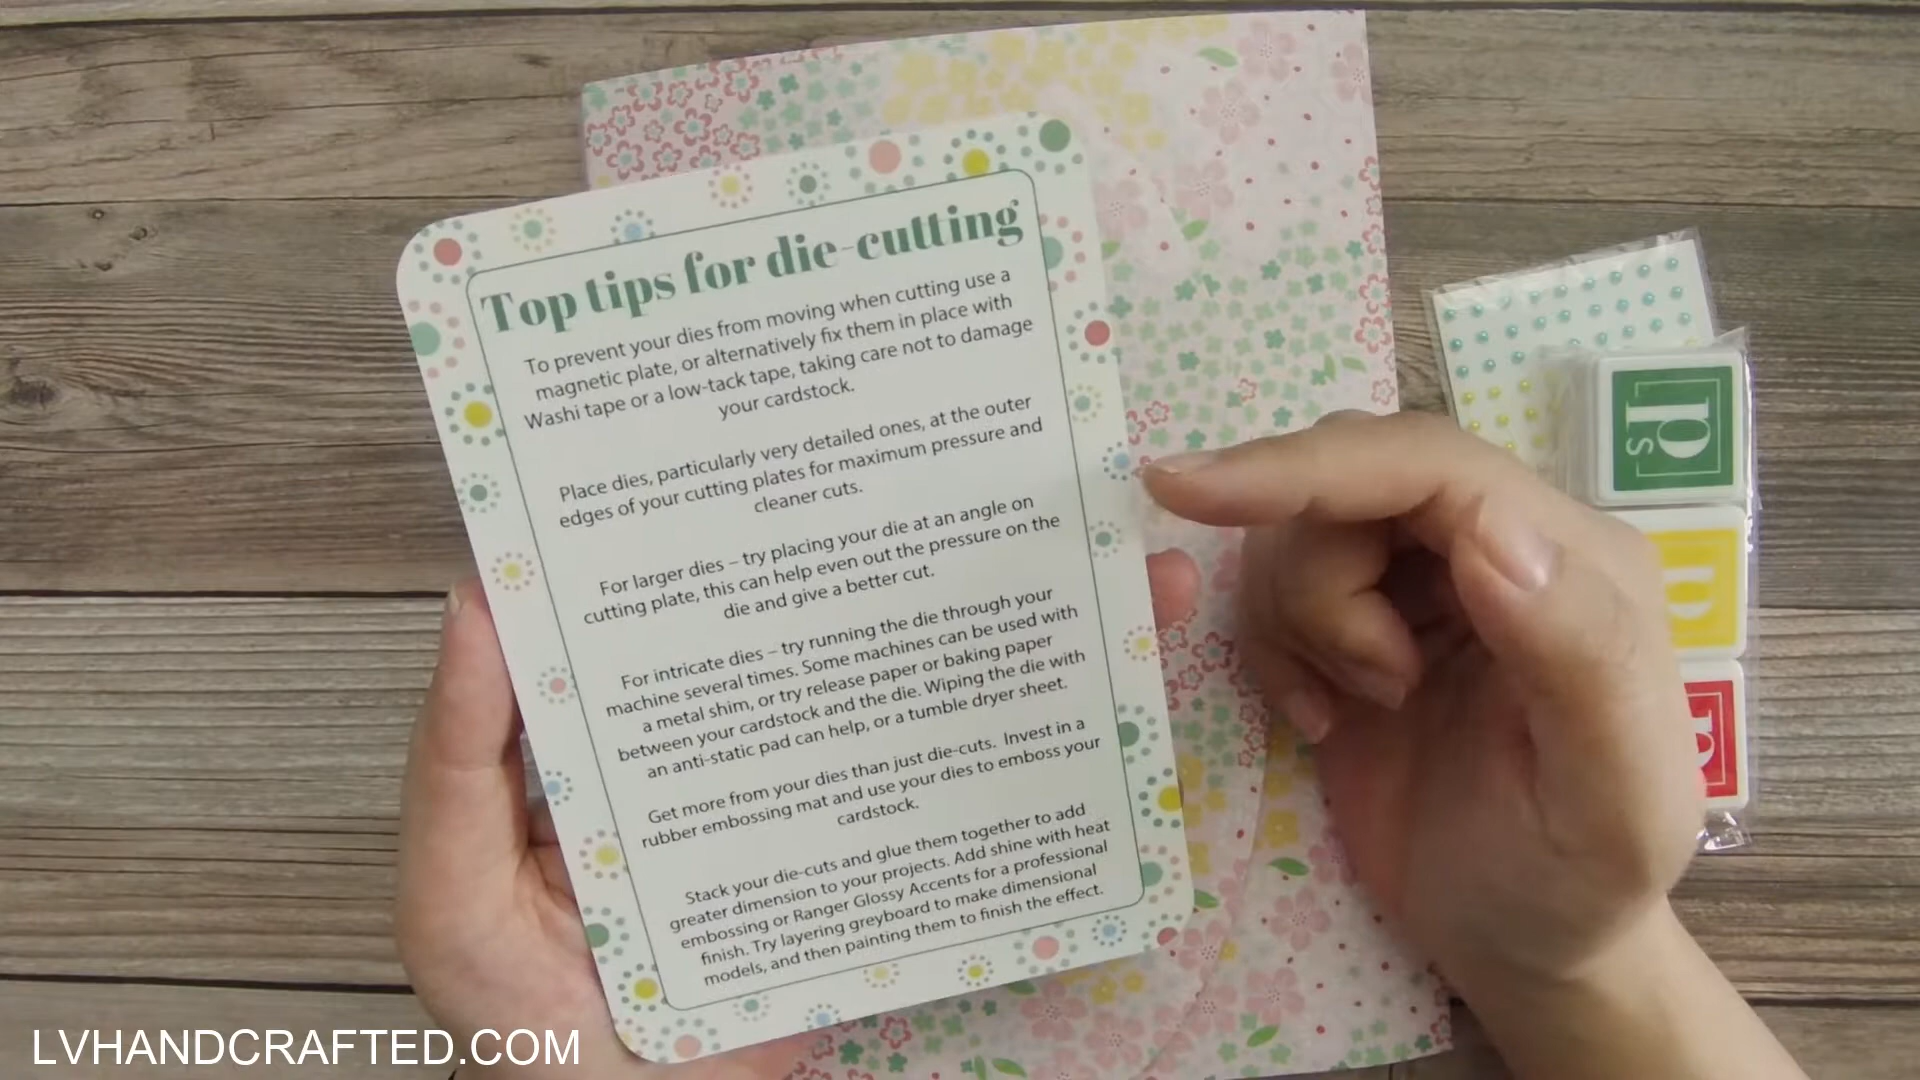 Top tips for die-cutting
To prevent your dies from moving when cutting use a
magnetic plate, or alternatively fix them in place with
Washi tape or a low-tack tape, taking care not to damage
your cardstock.
Place dies, particularly very detailed ones, at the outer
edges of your cutting plates for maximum pressure and
cleaner cuts.
For larger dies – try placing your die at an angle on
cutting plate, this can help even out the pressure on the
die and give a better cut.
For intricate dies – try running the die through your
machine several times. Some machines can be used with
a metal shim, or try release paper or baking paper
between your cardstock and the die. Wiping the die with
an anti-static pad can help, or a tumble dryer sheet.
Get more from your dies than just die-cuts. Invest in a
rubber embossing mat and use your dies to emboss your
cardstock.
Stack your die-cuts and glue them together to add
greater dimension to your projects. Add shine with heat
embossing or Ranger Glossy Accents for a professional
finish. Try layering greyboard to make dimensional
models, and then painting them to finish the effect.
ps
LVHANDCRAFTED.COM